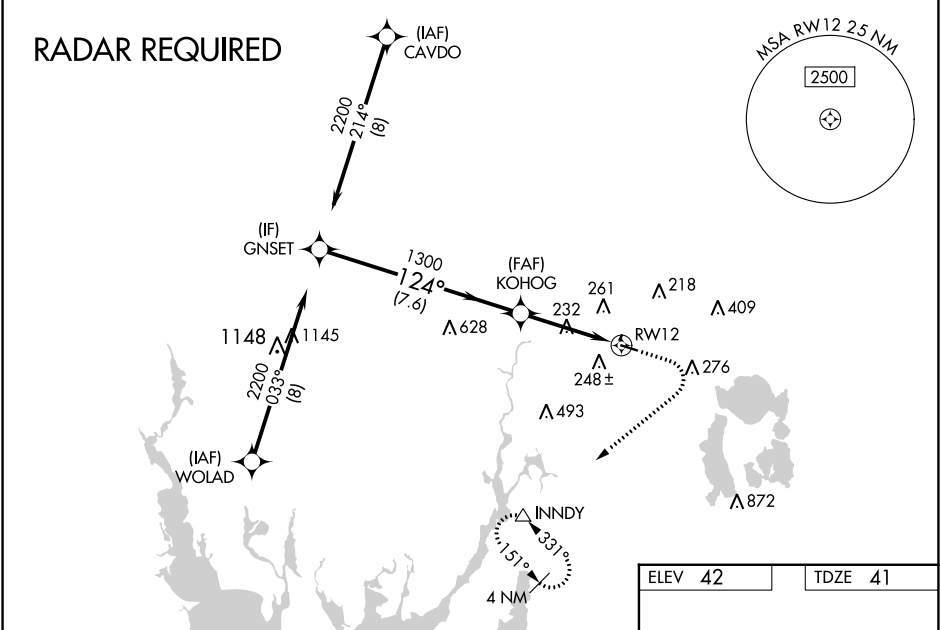 RADAR REQUIRED
(IAF)
CAVDO
MSA RW12 25 NM
2500
2200
214°
(8)
(IF)
GNSET
1300
124°
(7.6)
(FAF)
KOHOG
261
218
409
232
628
RW12
1148
1145
248±
276
2200
033°
(8)
493
(IAF)
WOLAD
872
INNDY
331°
151°
4 NM
ELEV 42
TDZE 41